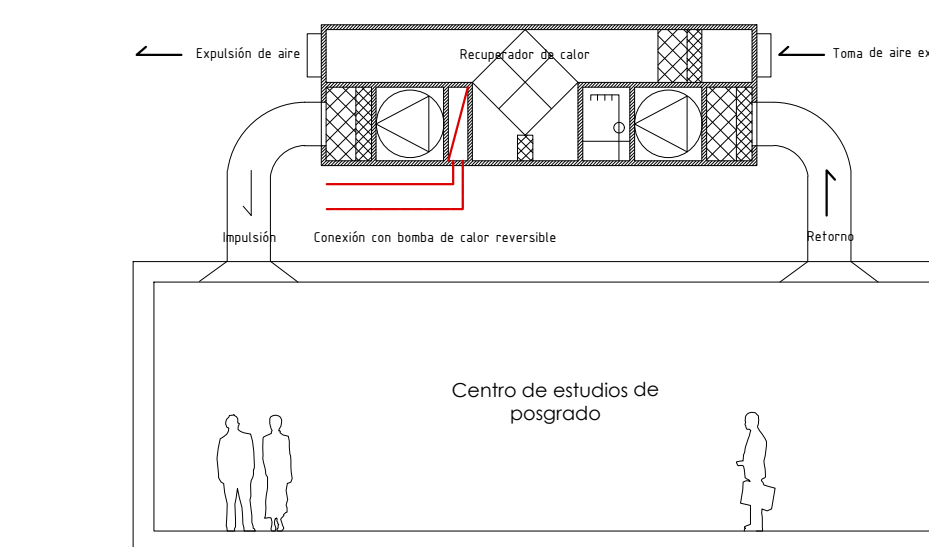 Expulsión de aire
Recuperador de calor
Toma de aire ex
Impulsión
Conexión con bomba de calor reversible
Retorno
Centro de estudios de
posgrado